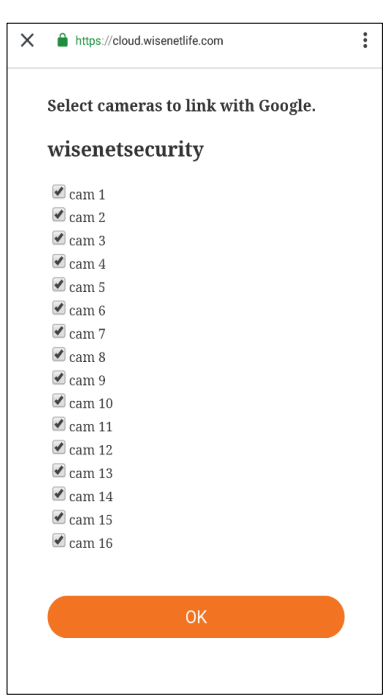 https://cloud.wisenetlife.com
Select cameras to link with Google.
wisenetsecurity
cam 1
cam 2
cam 3
cam 4
cam 5
cam 6
cam 7
cam 8
cam 9
cam 10
cam 11
cam 12
cam 13
cam 14
cam 15
cam 16
OK